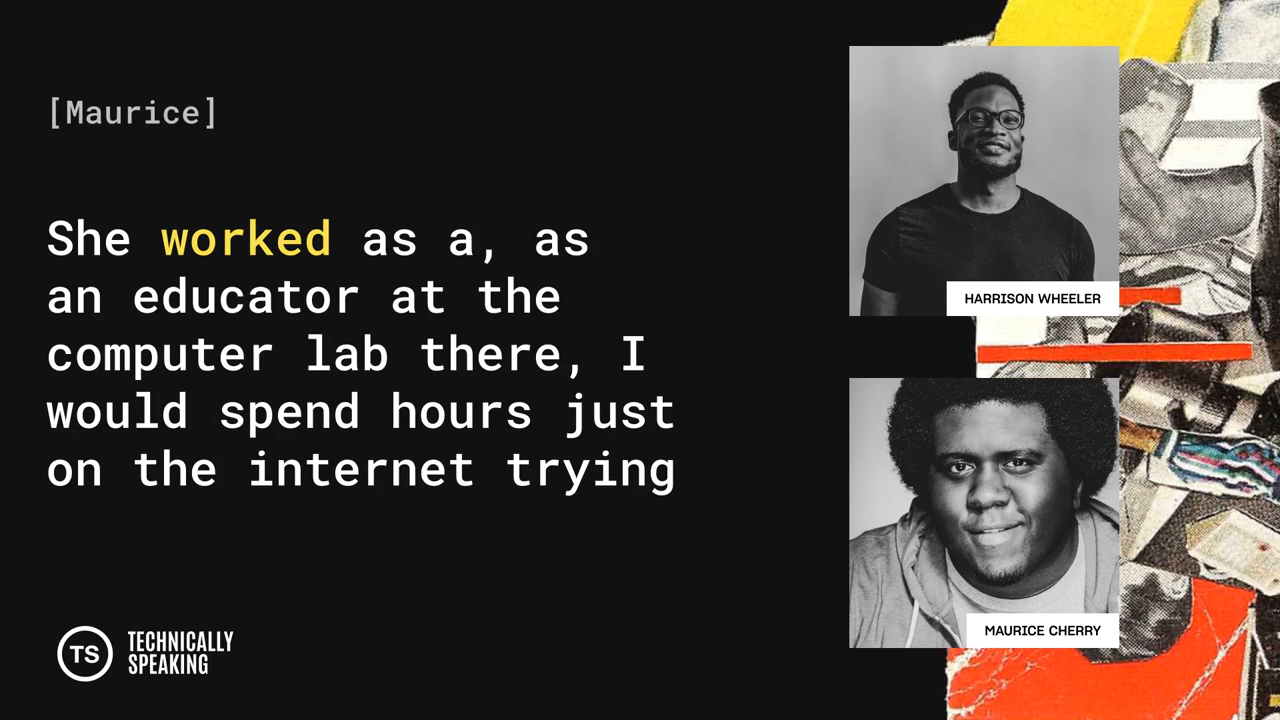 [Maurice]
She worked as a, as
an educator at the
computer lab there, I
would spend hours just
on the internet trying
HARRISON WHEELER
MAURICE CHERRY
TS
TECHNICALLY
SPEAKING